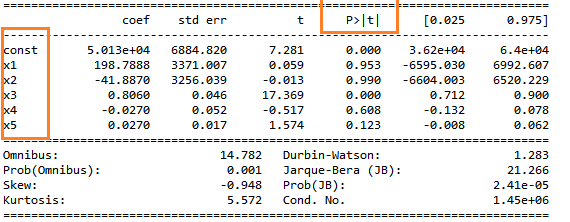 coef std err t P>|t| [0.025 0.975]
const 5.013e+04 6884.820 7.281 0.000 3.62e+04 6.4e+04
x1 198.7888 3371.007 0.059 0.953 -6595.030 6992.607
x2 -41.8870 3256.039 -0.013 0.990 -6604.003 6520.229
x3 0.8060 0.046 17.369 0.000 0.712 0.900
x4 -0.0270 0.052 -0.517 0.608 -0.132 0.078
x5 0.0270 0.017 1.574 0.123 -0.008 0.062
Omnibus: 14.782 Durbin-Watson: 1.283
Prob(Omnibus): 0.001 Jarque-Bera (JB): 21.266
Skew: -0.948 Prob(JB): 2.41e-05
Kurtosis: 5.572 Cond. No. 1.45e+06